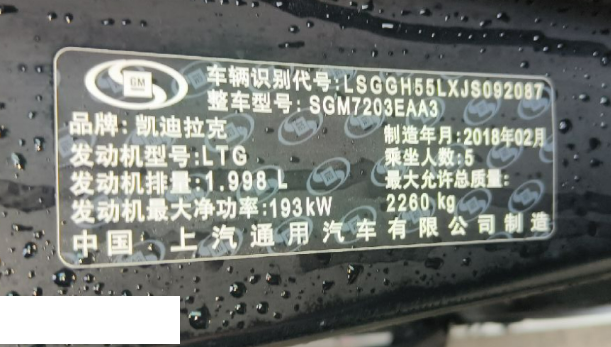 GM
车辆识别代号:LSGGH55LXJS092087
整车型号:SGM7203EAA3
品牌:凯迪拉克
制造年月:2018年02月
发动机型号:LTG
乘坐人数:5
发动机排量:1.998 L
最大允许总质量:
发动机最大净功率:193kW
2260 kg
中国·上汽通用汽车有限公司制造